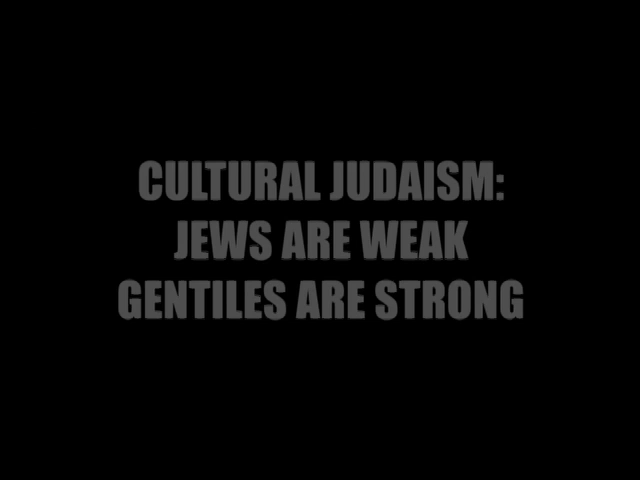 CULTURAL JUDAISM:
JEWS ARE WEAK
GENTILES ARE STRONG